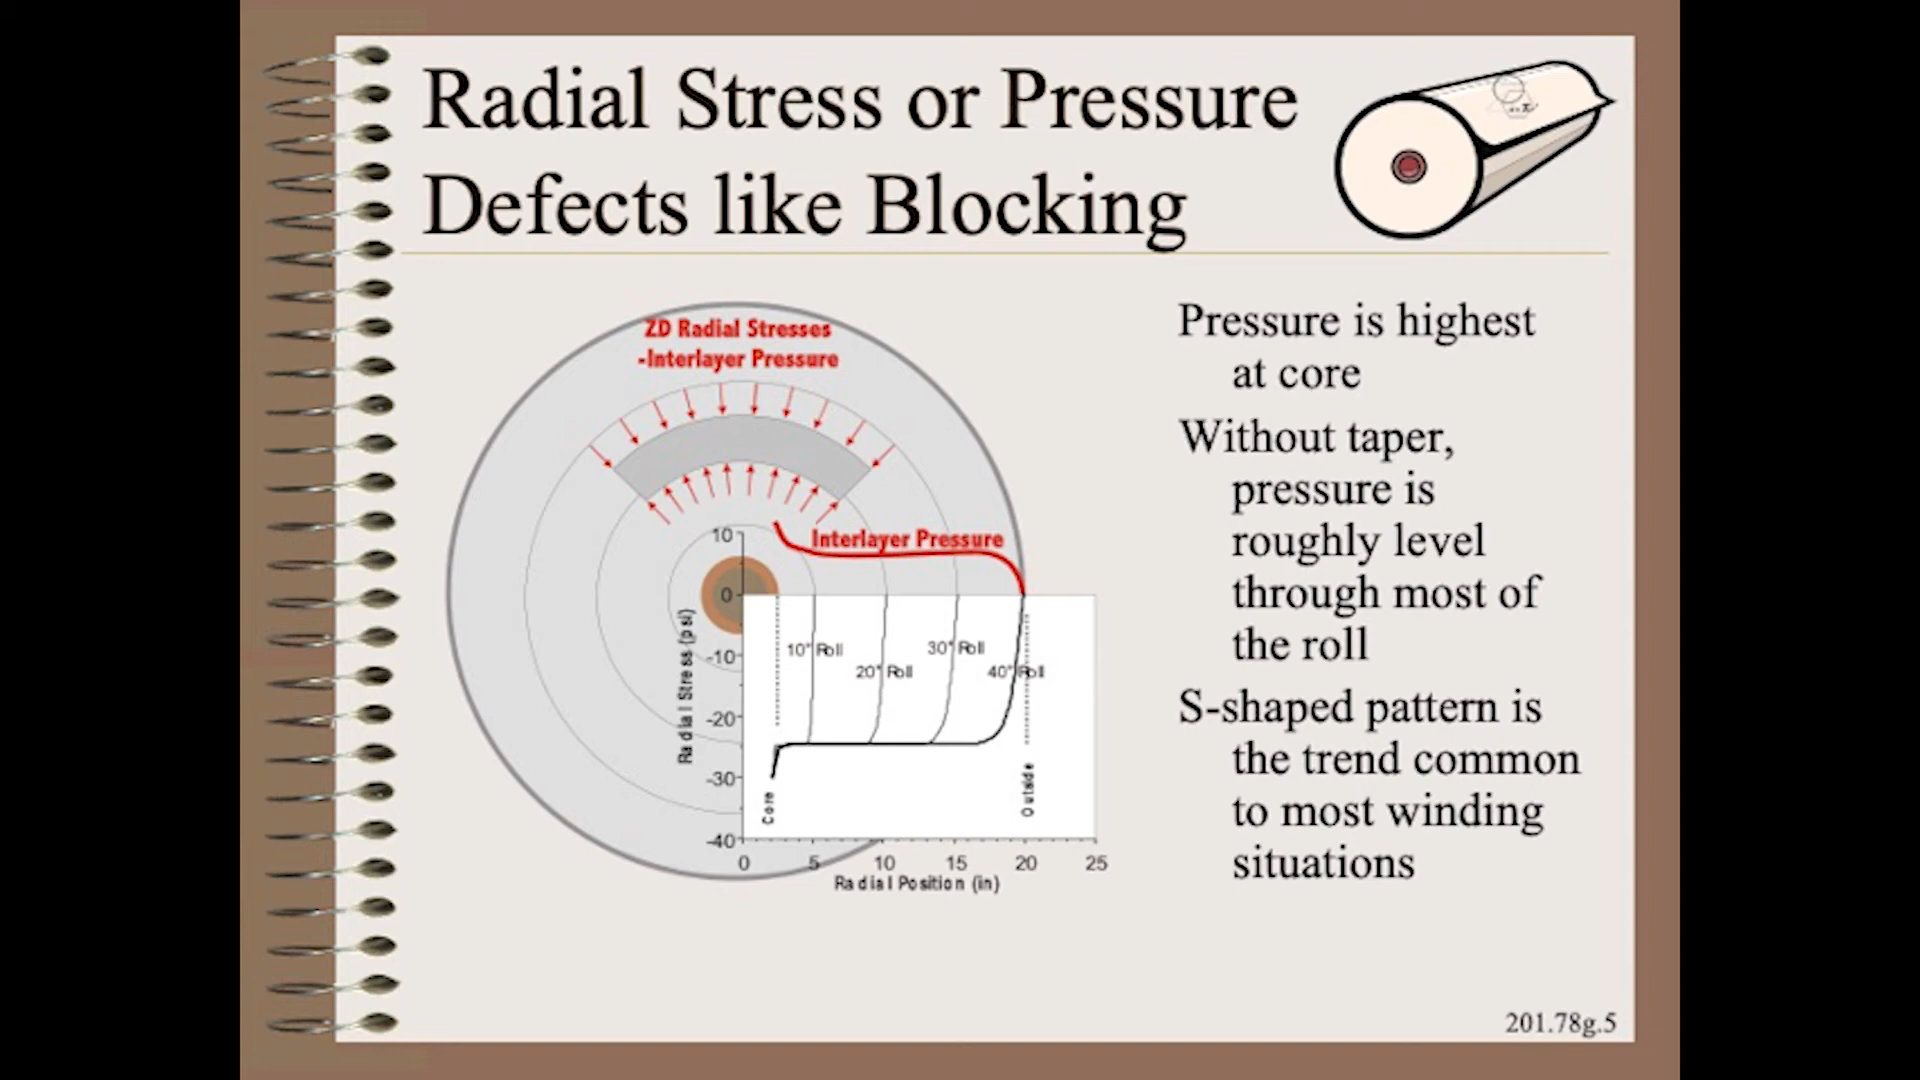 Radial Stress or Pressure
Defects like Blocking
ZD Radial Stresses
-Interlayer Pressure
Interlayer Pressure
10
0
-10
-20
-30
-40
Radial Stress (psi)
10" Roll
20" Roll
30" Roll
40" Roll
Core
Outside
0 5 10 15 20 25
Radial Position (in)
Pressure is highest
at core
Without taper,
pressure is
roughly level
through most of
the roll
S-shaped pattern is
the trend common
to most winding
situations
201.78g.5